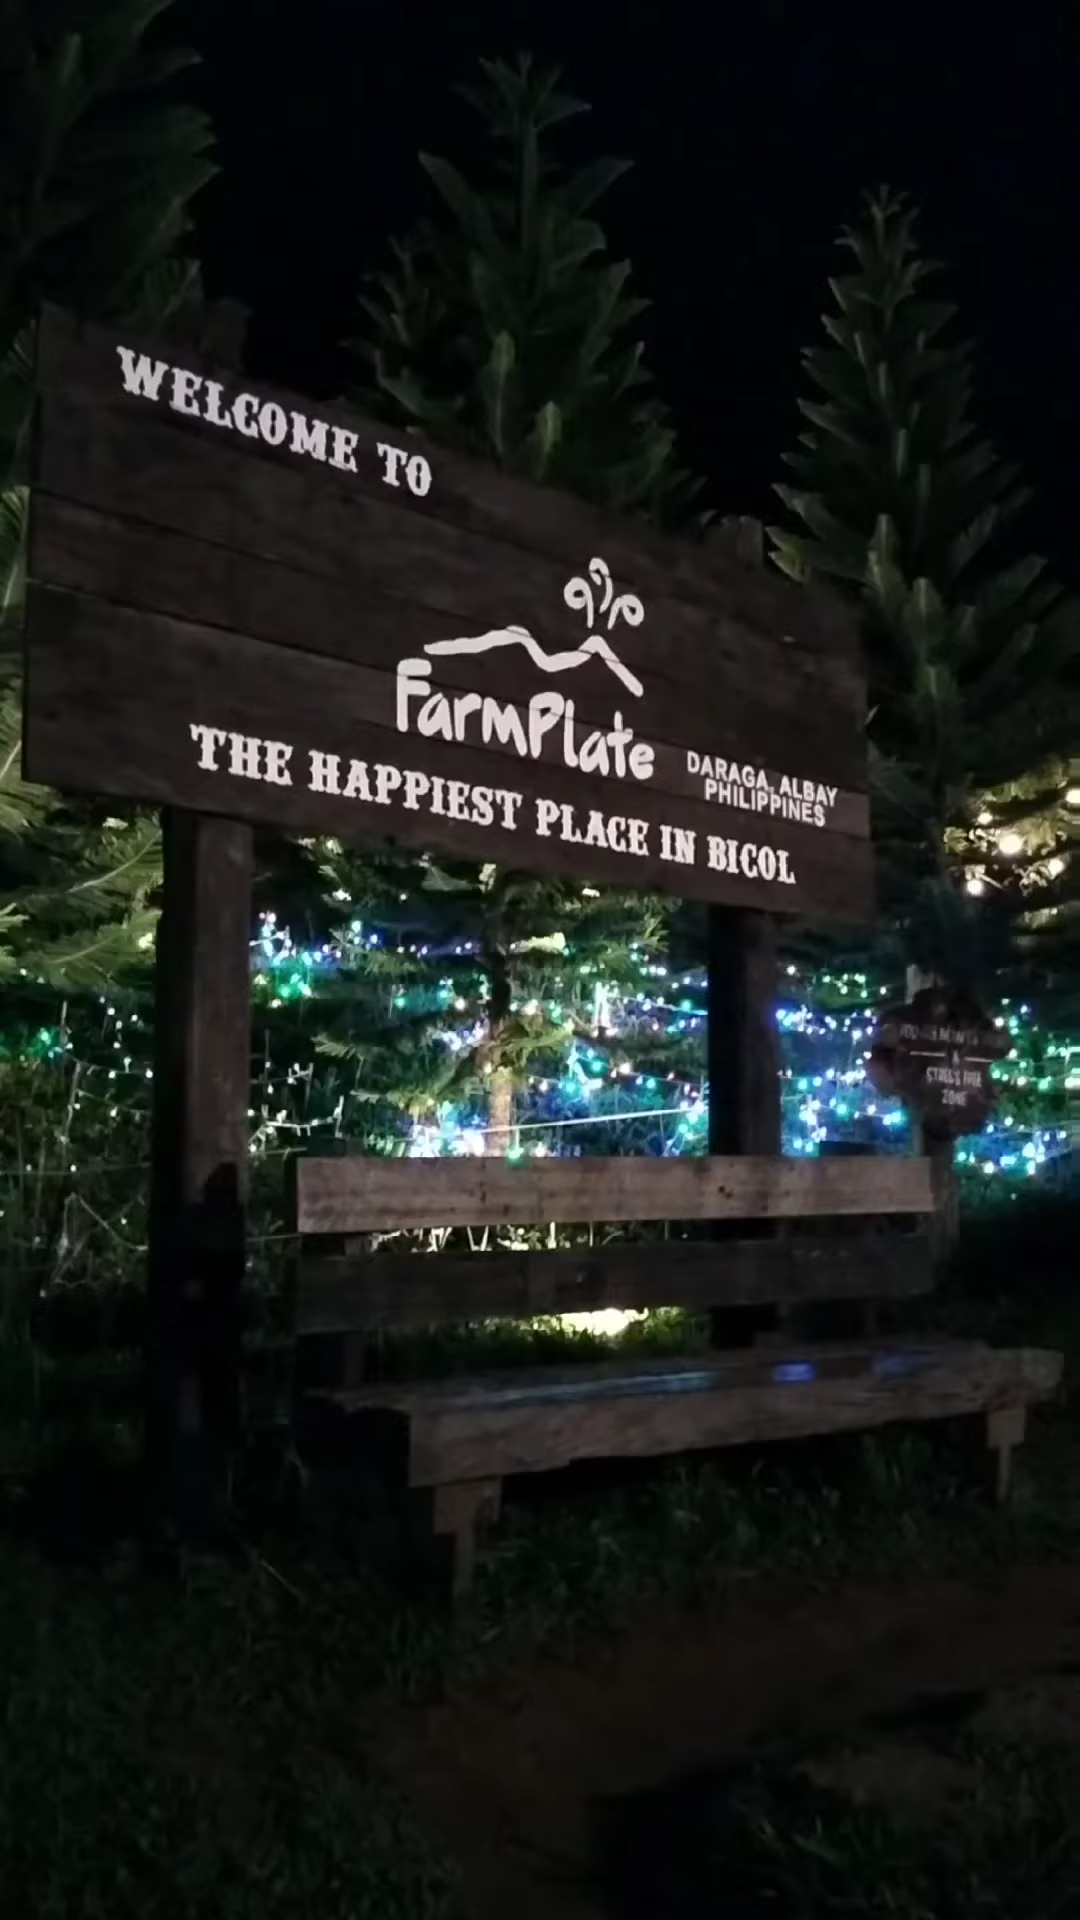 WELCOME TO
FarmPlate
DARAGA, ALBAY
PHILIPPINES
THE HAPPIEST PLACE IN BICOL
&
STRESS FREE
ZONE